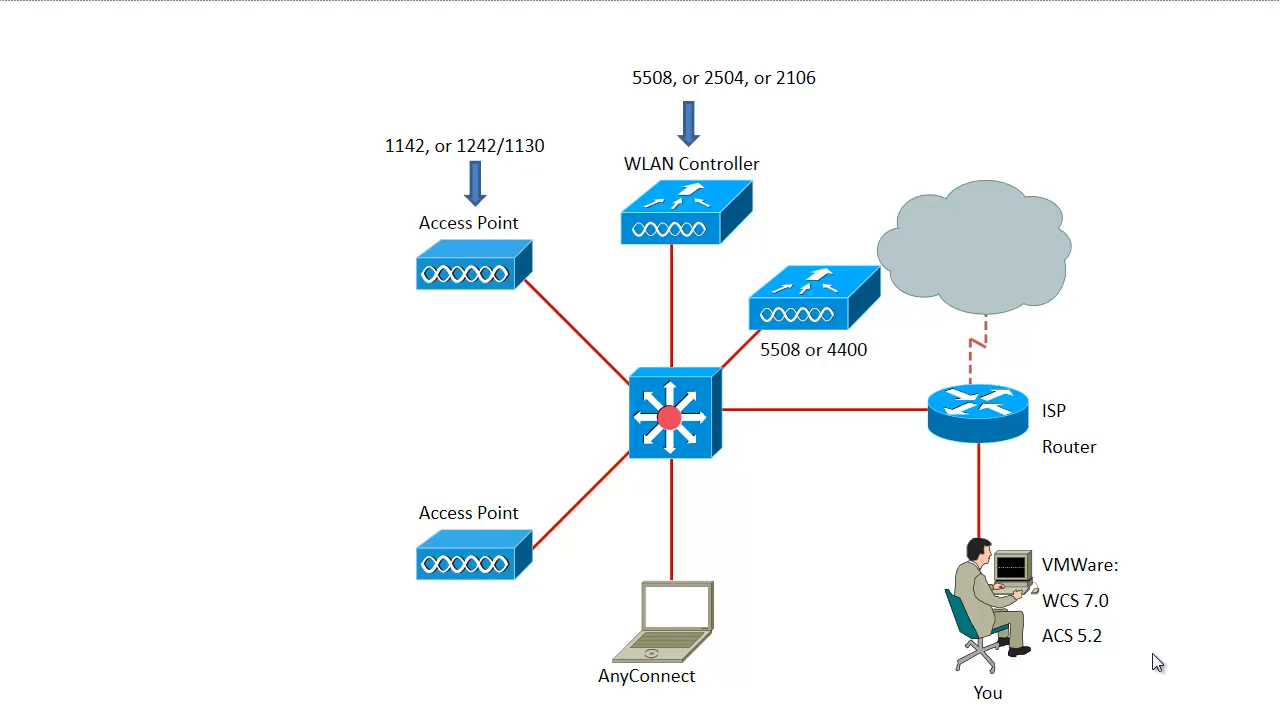 5508, or 2504, or 2106
1142, or 1242/1130
WLAN Controller
Access Point
5508 or 4400
ISP
Router
Access Point
VMWare:
WCS 7.0
ACS 5.2
AnyConnect
You